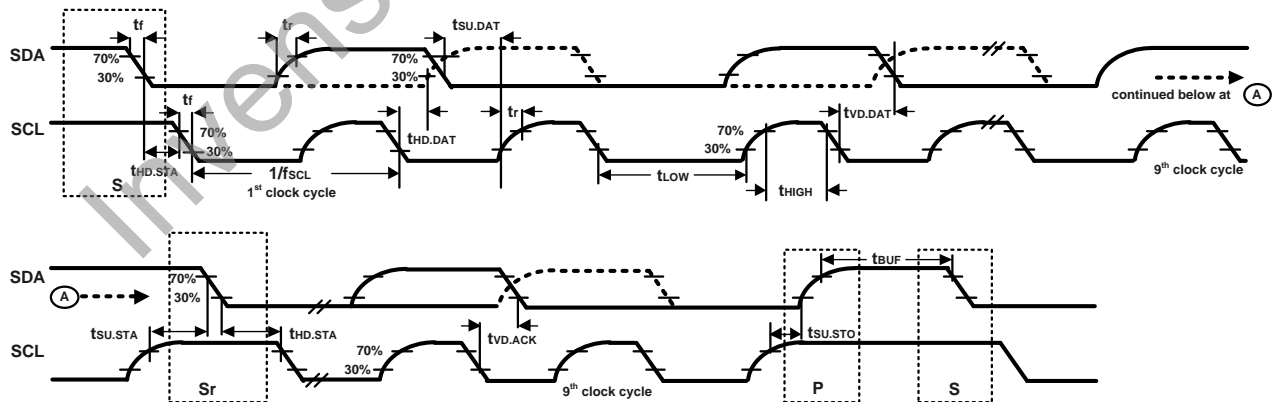 tf
tr
tSU.DAT
SDA
70%
30%
70%
30%
continued below at A
tf
tr
tVD.DAT
SCL
70%
30%
tHD.DAT
70%
30%
tHD.STA
S
1/fSCL
1st clock cycle
tLOW
tHIGH
9th clock cycle
Invens
SDA
70%
30%
A
tBUF
tSU.STA
tHD.STA
tVD.ACK
tSU.STO
SCL
70%
30%
Sr
9th clock cycle
P
S